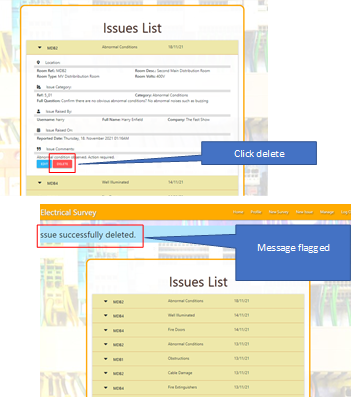 Issues List
MDB2 Abnormal Conditions 18/11/21
Location:
Room Ref: MDB2 Room Desc: Second Main Distribution Room
Room Type: MV Distribution Room Room Volts: 400V
Issue Category:
Ref: 5_01 Category: Abnormal Conditions
Full Question: Confirm there are no obvious abnormal conditions? No abnormal noises such as buzzing.
Issue Raised By:
Username: harry Full Name: Harry Enfield Company: The Fast Show
Issue Raised On:
Reported Date: Thursday, 18, November 2021 01:14AM
Issue Comments:
Abnormal condition observed. Action required.
EDIT DELETE
Click delete
MDB4 Well Illuminated 14/11/21
Electrical Survey Home Profile New Survey New Issue Manage Log
ssue successfully deleted.
Message flagged
Issues List
MDB2 Abnormal Conditions 18/11/21
MDB4 Well Illuminated 14/11/21
MDB4 Fire Doors 14/11/21
MDB2 Abnormal Conditions 13/11/21
MDB1 Obstructions 13/11/21
MDB2 Cable Damage 13/11/21
MDB4 Fire Extinguishers 13/11/21